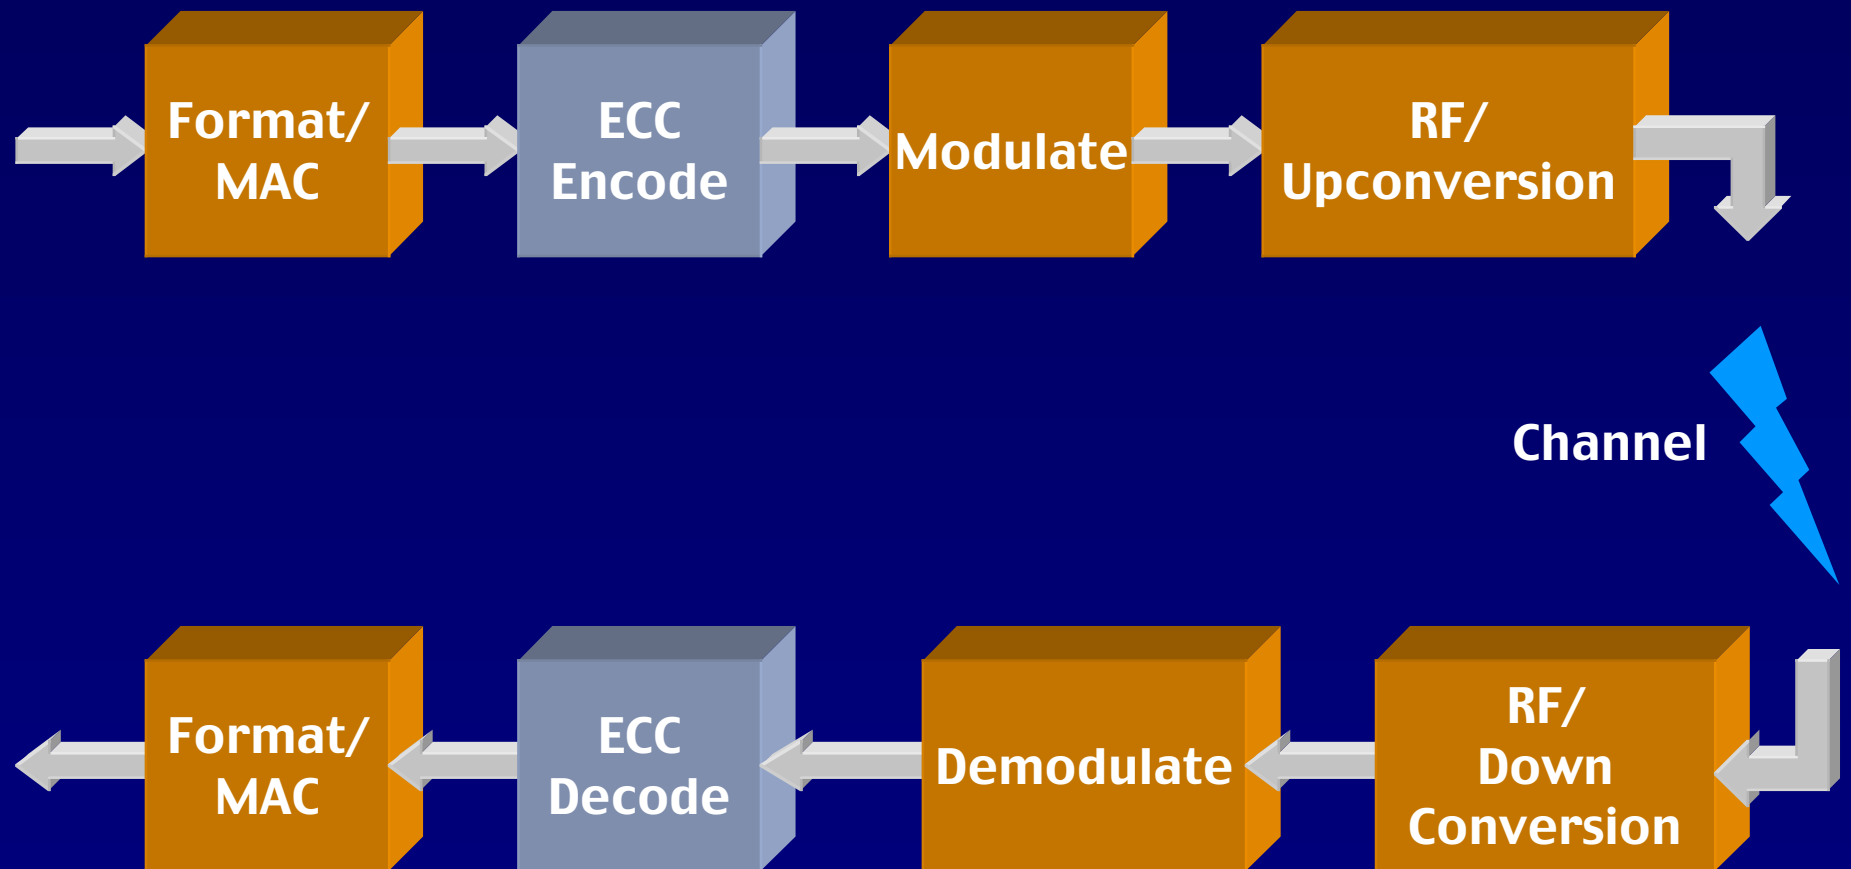 Format/
MAC
ECC
Encode
Modulate
RF/
Upconversion
Channel
Format/
MAC
ECC
Decode
Demodulate
RF/
Down
Conversion